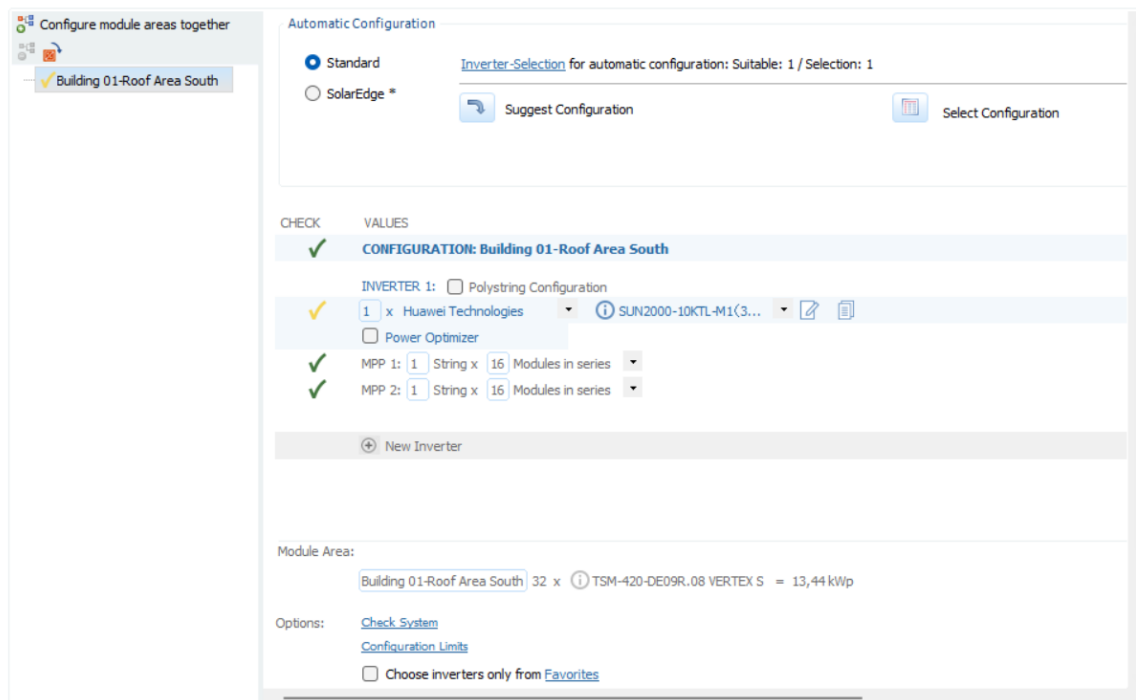 Configure module areas together
Building 01-Roof Area South
Automatic Configuration
Standard
Inverter-Selection for automatic configuration: Suitable: 1 / Selection: 1
SolarEdge *
Suggest Configuration
Select Configuration
CHECK VALUES
CONFIGURATION: Building 01-Roof Area South
INVERTER 1: Polystring Configuration
1 x Huawei Technologies SUN2000-10KTL-M1(3...
Power Optimizer
MPP 1: 1 String x 16 Modules in series
MPP 2: 1 String x 16 Modules in series
New Inverter
Module Area:
Building 01-Roof Area South 32 x TSM-420-DE09R.08 VERTEX S = 13,44 kWp
Options: Check System
Configuration Limits
Choose inverters only from Favorites